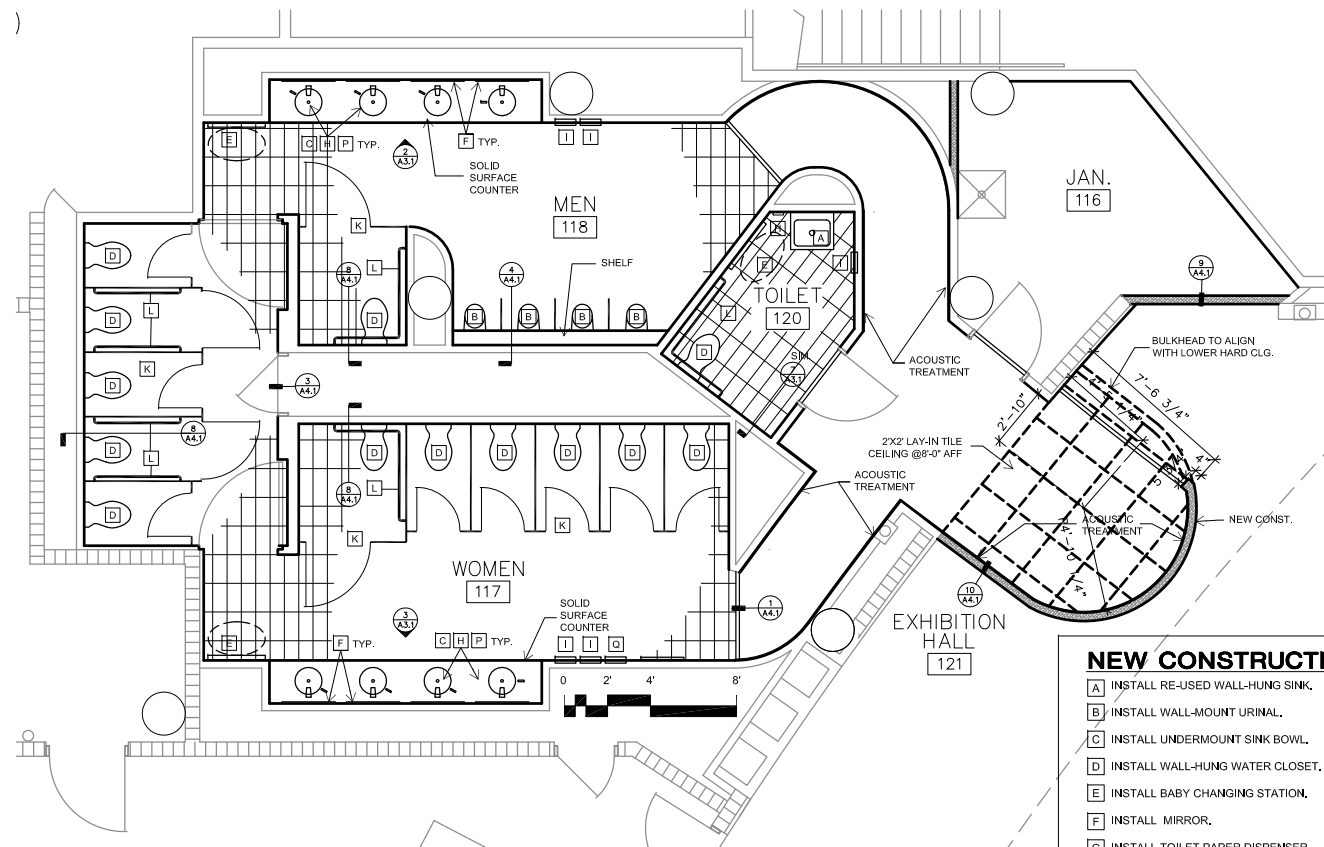 )
E
C H P TYP.
2
A3.1
F TYP.
I I
SOLID
SURFACE
COUNTER
MEN
118
JAN.
116
K
D
8
A4.1
L
4
A4.1
SHELF
A
E
I
9
A4.1
L
TOILET
120
D
L
B B B B
D
SIM
7
A3.1
D
ACOUSTIC
TREATMENT
BULKHEAD TO ALIGN
WITH LOWER HARD CLG.
7'-6 3/4"
2'-10"
K
D
3
A4.1
D
8
A4.1
L
D
D D D D D D
2'X2' LAY-IN TILE
CEILING @8'-0" AFF
ACOUSTIC
TREATMENT
4"
8
A4.1
L
D
K
K
ACOUSTIC
TREATMENT
NEW CONST.
WOMEN
117
10
A4.1
1
A4.1
EXHIBITION
HALL
121
E
F TYP.
3
A3.1
C H P TYP.
SOLID
SURFACE
COUNTER
I I Q
0 2' 4' 8'
NEW CONSTRUCTI
A INSTALL RE-USED WALL-HUNG SINK.
B INSTALL WALL-MOUNT URINAL.
C INSTALL UNDERMOUNT SINK BOWL.
D INSTALL WALL-HUNG WATER CLOSET.
E INSTALL BABY CHANGING STATION.
F INSTALL MIRROR.
G INSTALL TOILET PAPER DISPENSER